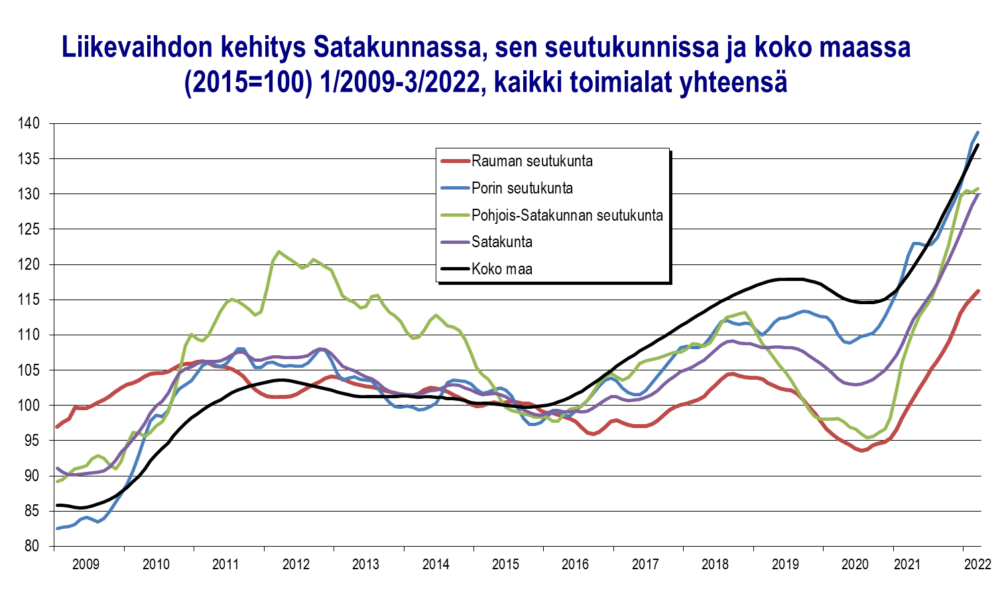 Liikevaihdon kehitys Satakunnassa, sen seutukunnissa ja koko maassa
(2015=100) 1/2009-3/2022, kaikki toimialat yhteensä
140
135
130
125
120
115
110
105
100
95
90
85
80
Rauman seutukunta
Porin seutukunta
Pohjois-Satakunnan seutukunta
Satakunta
Koko maa
2009 2010 2011 2012 2013 2014 2015 2016 2017 2018 2019 2020 2021 2022